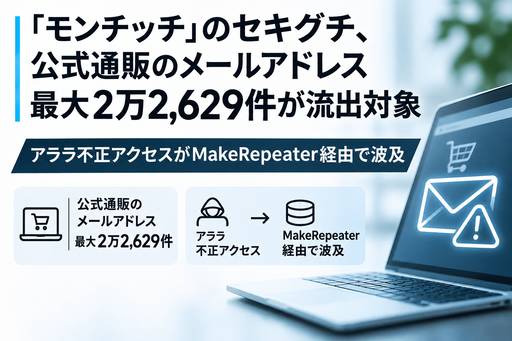 「モンチッチ」のセキグチ、
公式通販のメールアドレス
最大2万2,629件が流出対象
アララ不正アクセスがMakeRepeater経由で波及
公式通販の
メールアドレス
最大2万2,629件
アララ
不正アクセス
MakeRepeater
経由で波及